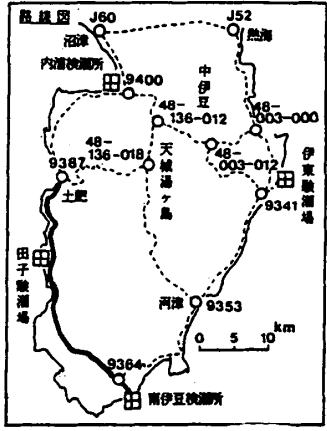 路線図
J60
J52
沼津
熱海
内浦検潮所
9400
中伊豆
48-136-012
48-003-000
48-136-018
48-003-012
伊東験潮場
9387
土肥
天城湯ヶ島
9341
田子験潮場
河津
9353
0 5 10 km
9364
南伊豆検潮所